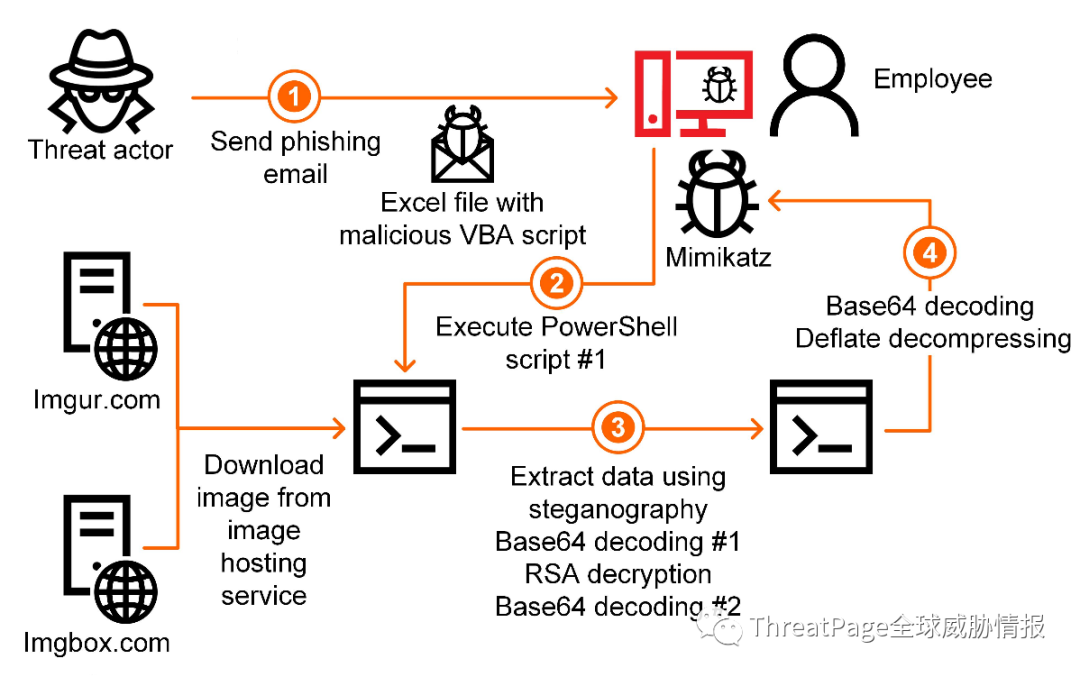 1
Threat actor
Send phishing
email
Excel file with
malicious VBA script
Employee
Mimikatz
2
Execute PowerShell
script #1
4
Base64 decoding
Deflate decompressing
Imgur.com
Download
image from
image
hosting
service
Imgbox.com
3
Extract data using
steganography
Base64 decoding #1
RSA decryption
Base64 decoding #2
ThreatPage全球威胁情报